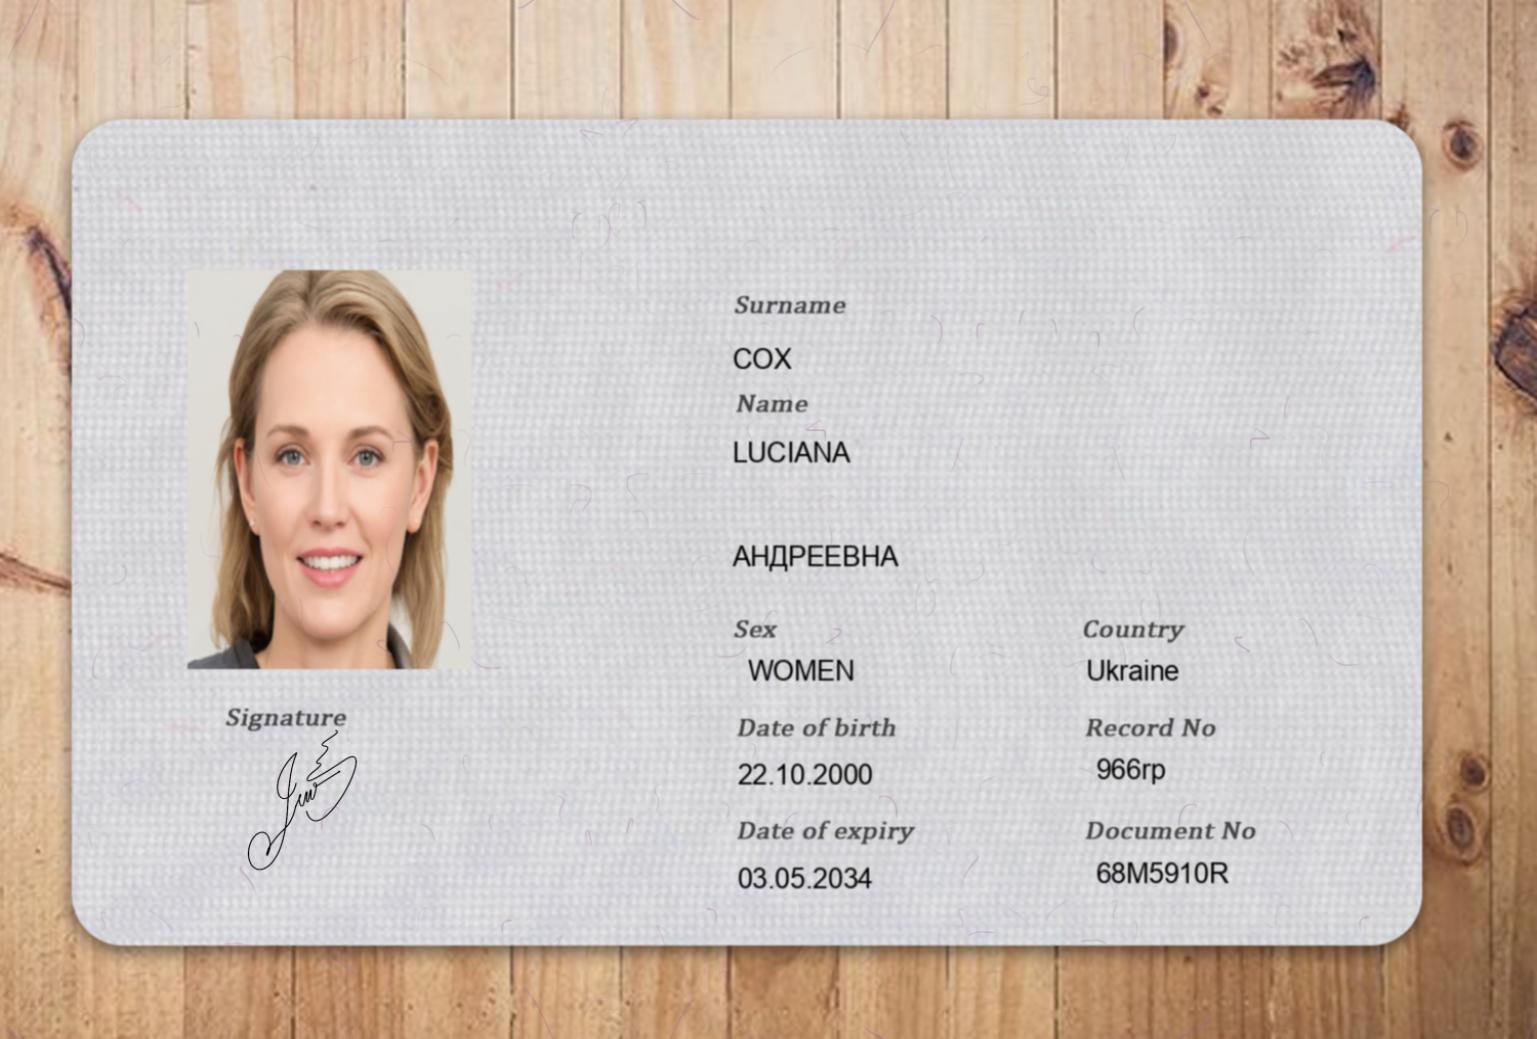 Surname
COX
Name
LUCIANA
АНДРЕЕВНА
Sex
Country
WOMEN
Ukraine
Date of birth
Record No
22.10.2000
966rp
Date of expiry
Document No
03.05.2034
68M5910R
Signature